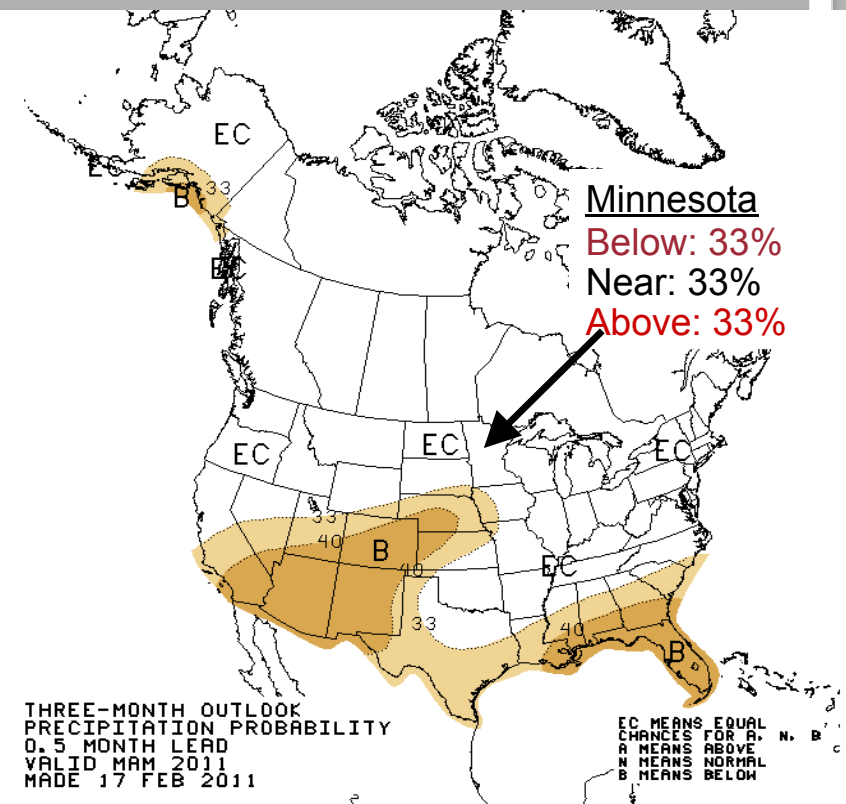 EC
EC
33
B
EC
Minnesota
Below: 33%
Near: 33%
Above: 33%
EC
EC
EC
33
40
B
40
EC
33
40
B
THREE-MONTH OUTLOOK
PRECIPITATION PROBABILITY
0.5 MONTH LEAD
VALID MAM 2011
MADE 17 FEB 2011
EC MEANS EQUAL
CHANCES FOR A, N, B
A MEANS ABOVE
N MEANS NORMAL
B MEANS BELOW